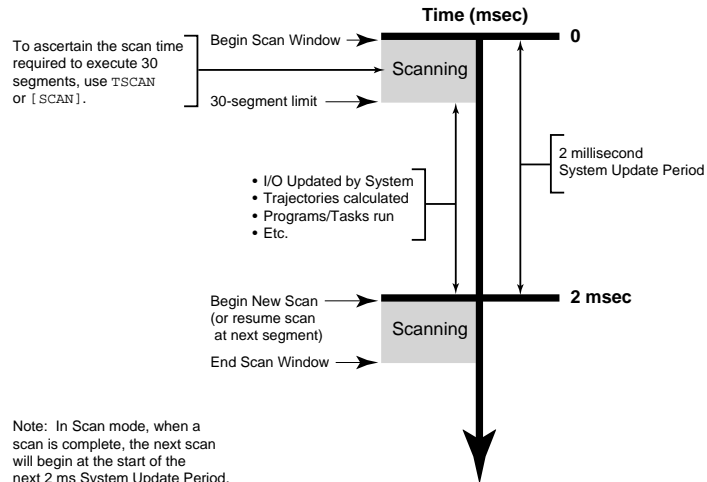 Time (msec)
Begin Scan Window
0
To ascertain the scan time
required to execute 30
segments, use TSCAN
or [SCAN].
Scanning
30-segment limit
2 millisecond
System Update Period
• I/O Updated by System
• Trajectories calculated
• Programs/Tasks run
• Etc.
Begin New Scan
(or resume scan
at next segment)
2 msec
Scanning
End Scan Window
Note: In Scan mode, when a
scan is complete, the next scan
will begin at the start of the
next 2 ms System Update Period.